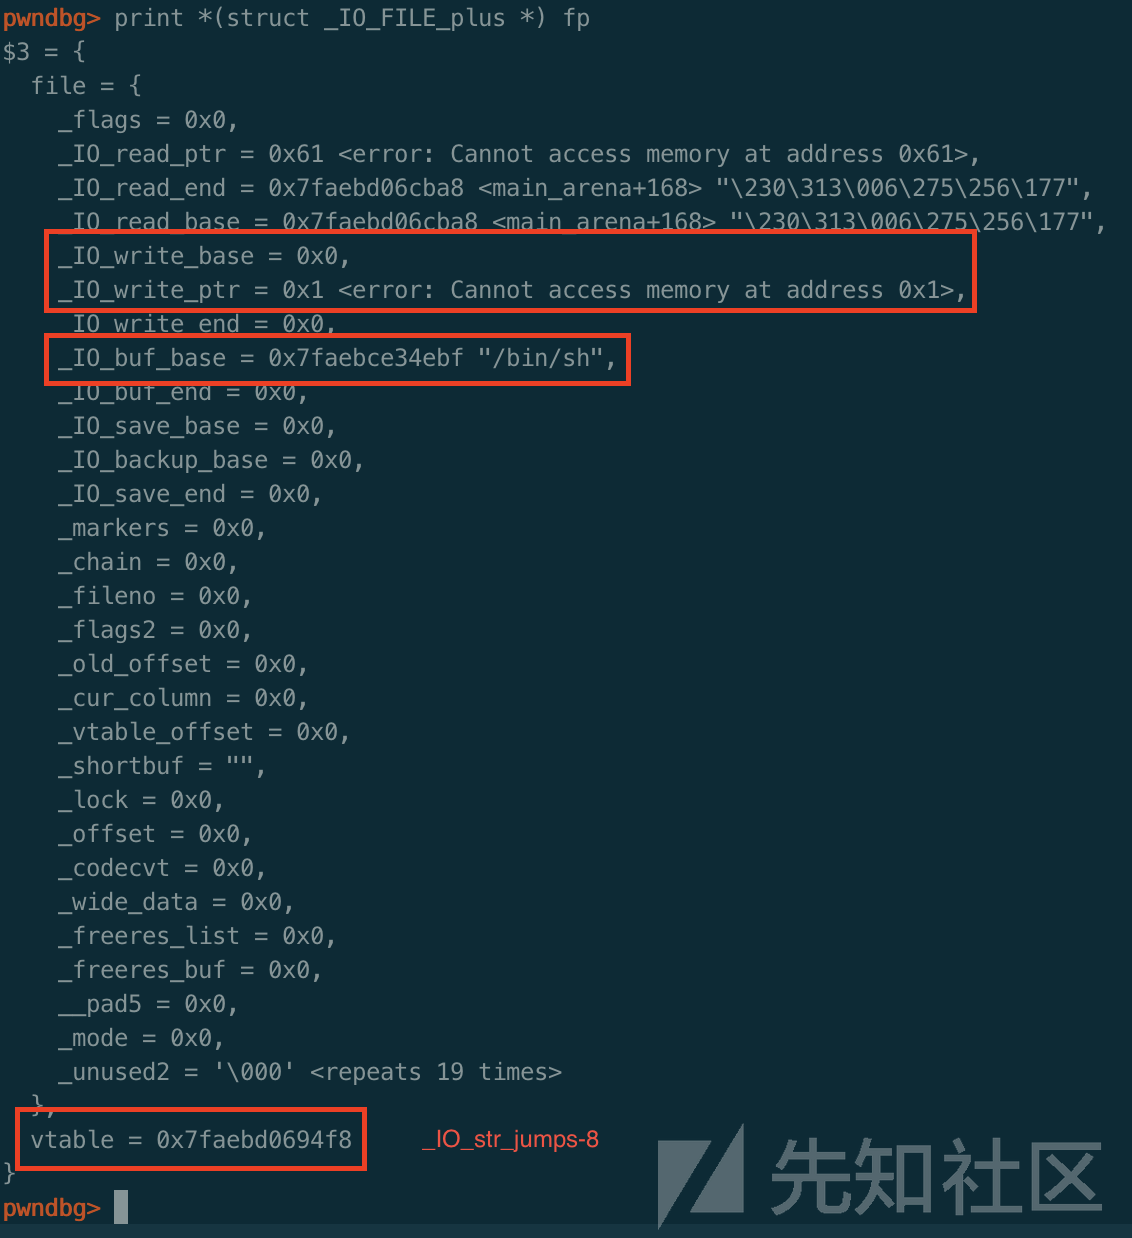 pwndbg> print *(struct _IO_FILE_plus *) fp
$3 = {
  file = {
    _flags = 0x0,
    _IO_read_ptr = 0x61 <error: Cannot access memory at address 0x61>,
    _IO_read_end = 0x7faebd06cba8 <main_arena+168> "\230\313\006\275\256\177",
    _IO_read_base = 0x7faebd06cba8 <main_arena+168> "\230\313\006\275\256\177",
    _IO_write_base = 0x0,
    _IO_write_ptr = 0x1 <error: Cannot access memory at address 0x1>,
    _IO_write_end = 0x0,
    _IO_buf_base = 0x7faebce34ebf "/bin/sh",
    _IO_buf_end = 0x0,
    _IO_save_base = 0x0,
    _IO_backup_base = 0x0,
    _IO_save_end = 0x0,
    _markers = 0x0,
    _chain = 0x0,
    _fileno = 0x0,
    _flags2 = 0x0,
    _old_offset = 0x0,
    _cur_column = 0x0,
    _vtable_offset = 0x0,
    _shortbuf = "",
    _lock = 0x0,
    _offset = 0x0,
    _codecvt = 0x0,
    _wide_data = 0x0,
    _freeres_list = 0x0,
    _freeres_buf = 0x0,
    __pad5 = 0x0,
    _mode = 0x0,
    _unused2 = '\000' <repeats 19 times>
  },
  vtable = 0x7faebd0694f8 _IO_str_jumps-8
}
pwndbg>
先知社区